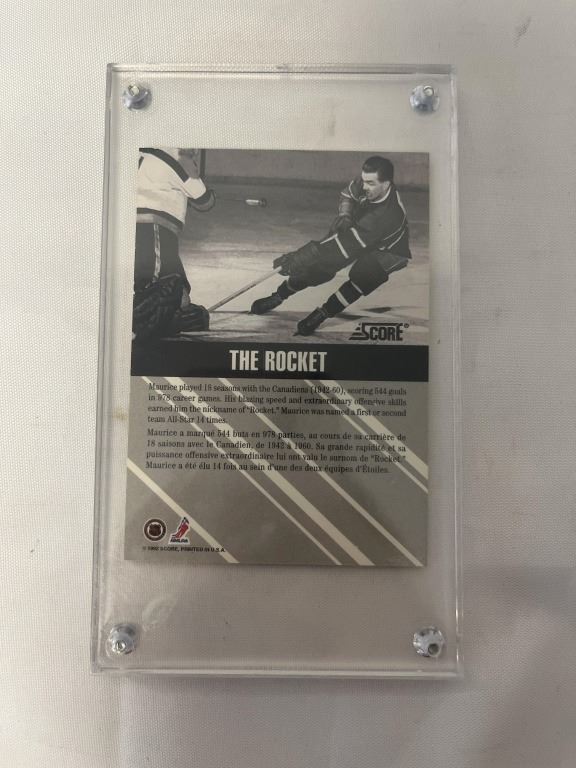 SCORE®
THE ROCKET
Maurice played 18 seasons with the Canadiens (1942-60), scoring 544 goals
in 978 career games. His blazing speed and extraordinary offensive skills
earned him the nickname of "Rocket." Maurice was named a first or second
team All-Star 14 times.
Maurice a marqué 544 buts en 978 parties, au cours de sa carrière de
18 saisons avec le Canadien, de 1942 à 1960. Sa grande rapidité et sa
puissance offensive extraordinaire lui ont valu le surnom de "Rocket."
Maurice a été élu 14 fois au sein d'une des deux équipes d'Étoiles.
NHLPA
© 1992 SCORE, PRINTED IN U.S.A.